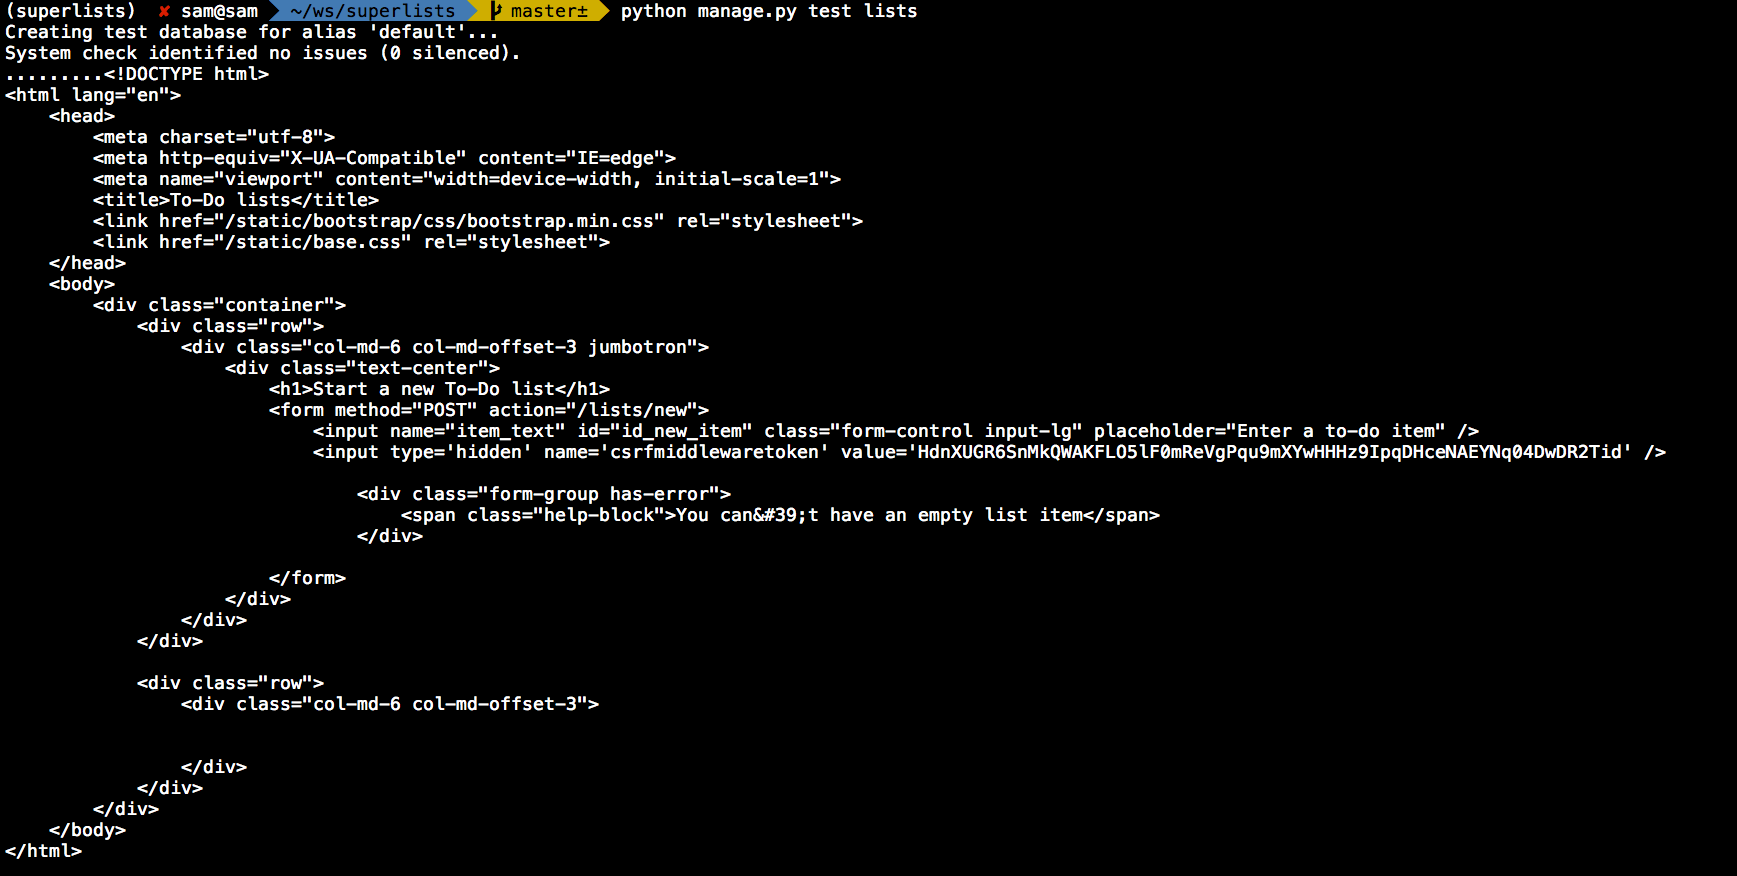 (superlists) ✘ sam@sam ~/ws/superlists master± python manage.py test lists
Creating test database for alias 'default'...
System check identified no issues (0 silenced).
.........<!DOCTYPE html>
<html lang="en">
    <head>
        <meta charset="utf-8">
        <meta http-equiv="X-UA-Compatible" content="IE=edge">
        <meta name="viewport" content="width=device-width, initial-scale=1">
        <title>To-Do lists</title>
        <link href="/static/bootstrap/css/bootstrap.min.css" rel="stylesheet">
        <link href="/static/base.css" rel="stylesheet">
    </head>
    <body>
        <div class="container">
            <div class="row">
                <div class="col-md-6 col-md-offset-3 jumbotron">
                    <div class="text-center">
                        <h1>Start a new To-Do list</h1>
                        <form method="POST" action="/lists/new">
                            <input name="item_text" id="id_new_item" class="form-control input-lg" placeholder="Enter a to-do item" />
                            <input type='hidden' name='csrfmiddlewaretoken' value='HdnXUGR6SnMkQWAKFLO5lF0mReVgPqu9mXYwHHHz9IpqDHceNAEYNq04DwDR2Tid' />
                                <div class="form-group has-error">
                                    <span class="help-block">You can&#39;t have an empty list item</span>
                                </div>
                        </form>
                    </div>
                </div>
            </div>
            <div class="row">
                <div class="col-md-6 col-md-offset-3">
                </div>
            </div>
        </div>
    </body>
</html>